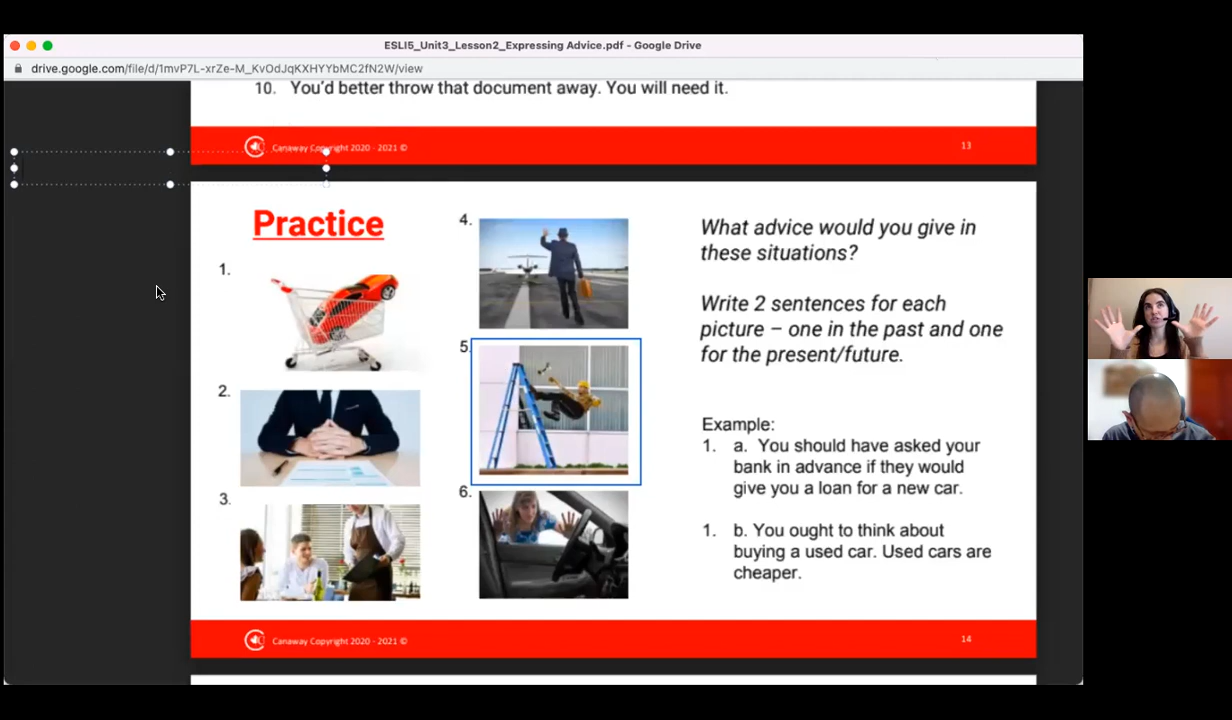 ESLI5_Unit3_Lesson2_Expressing Advice.pdf - Google Drive
drive.google.com/file/d/1mvP7L-xrZe-M_KvOdJqKXHYYbMC2fN2W/view
10. You'd better throw that document away. You will need it.
Canaway Copyright 2020 - 2021 ©
13
Practice
1.
2.
3.
4.
5.
6.
What advice would you give in
these situations?
Write 2 sentences for each
picture – one in the past and one
for the present/future.
Example:
1. a. You should have asked your
bank in advance if they would
give you a loan for a new car.
1. b. You ought to think about
buying a used car. Used cars are
cheaper.
Canaway Copyright 2020 - 2021 ©
14